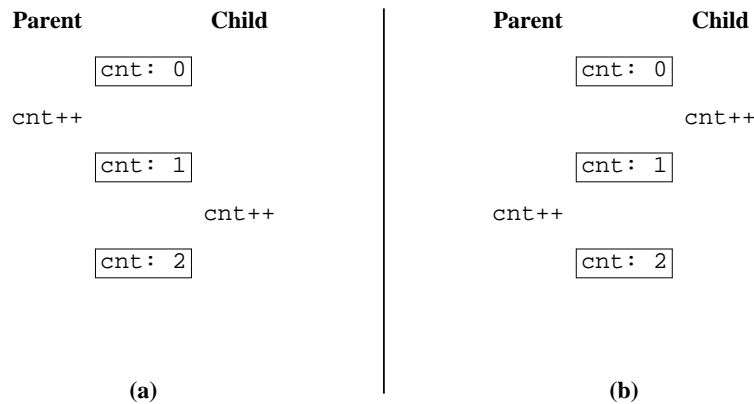 Parent Child
cnt: 0
cnt++
cnt: 1
cnt++
cnt: 2
(a)
Parent Child
cnt: 0
cnt++
cnt: 1
cnt++
cnt: 2
(b)